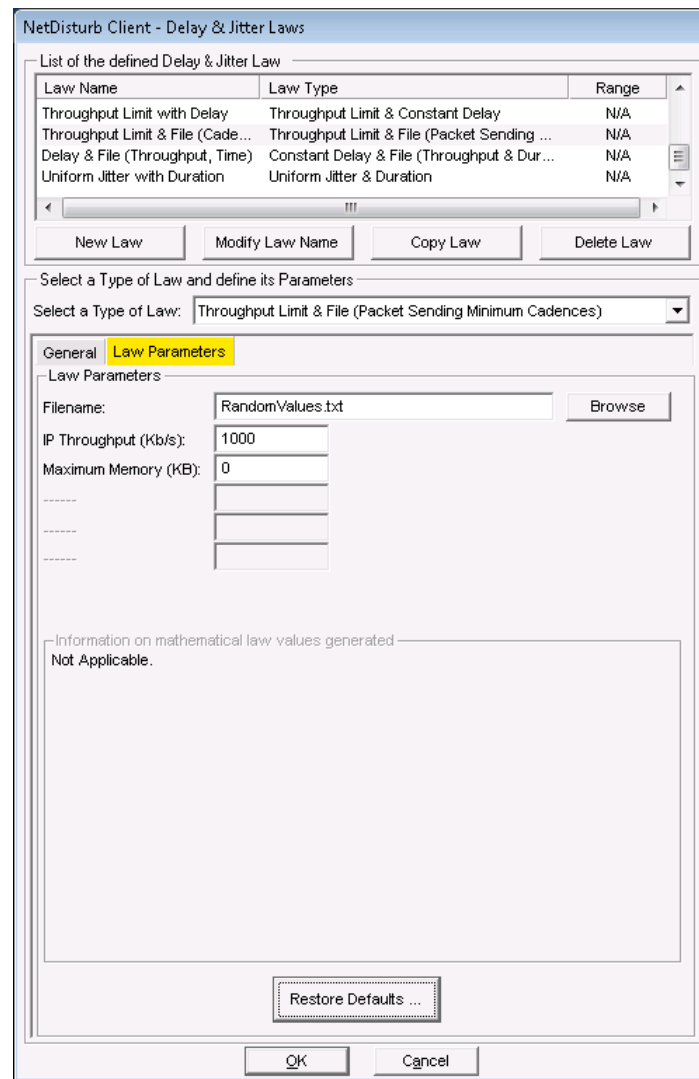 NetDisturb Client - Delay & Jitter Laws
List of the defined Delay & Jitter Law
Law Name Law Type Range
Throughput Limit with Delay Throughput Limit & Constant Delay N/A
Throughput Limit & File (Cade... Throughput Limit & File (Packet Sending ... N/A
Delay & File (Throughput, Time) Constant Delay & File (Throughput & Dur... N/A
Uniform Jitter with Duration Uniform Jitter & Duration N/A
New Law Modify Law Name Copy Law Delete Law
Select a Type of Law and define its Parameters
Select a Type of Law: Throughput Limit & File (Packet Sending Minimum Cadences)
General Law Parameters
Law Parameters
Filename: RandomValues.txt Browse
IP Throughput (Kb/s): 1000
Maximum Memory (KB): 0
------
------
------
Information on mathematical law values generated
Not Applicable.
Restore Defaults ...
OK Cancel